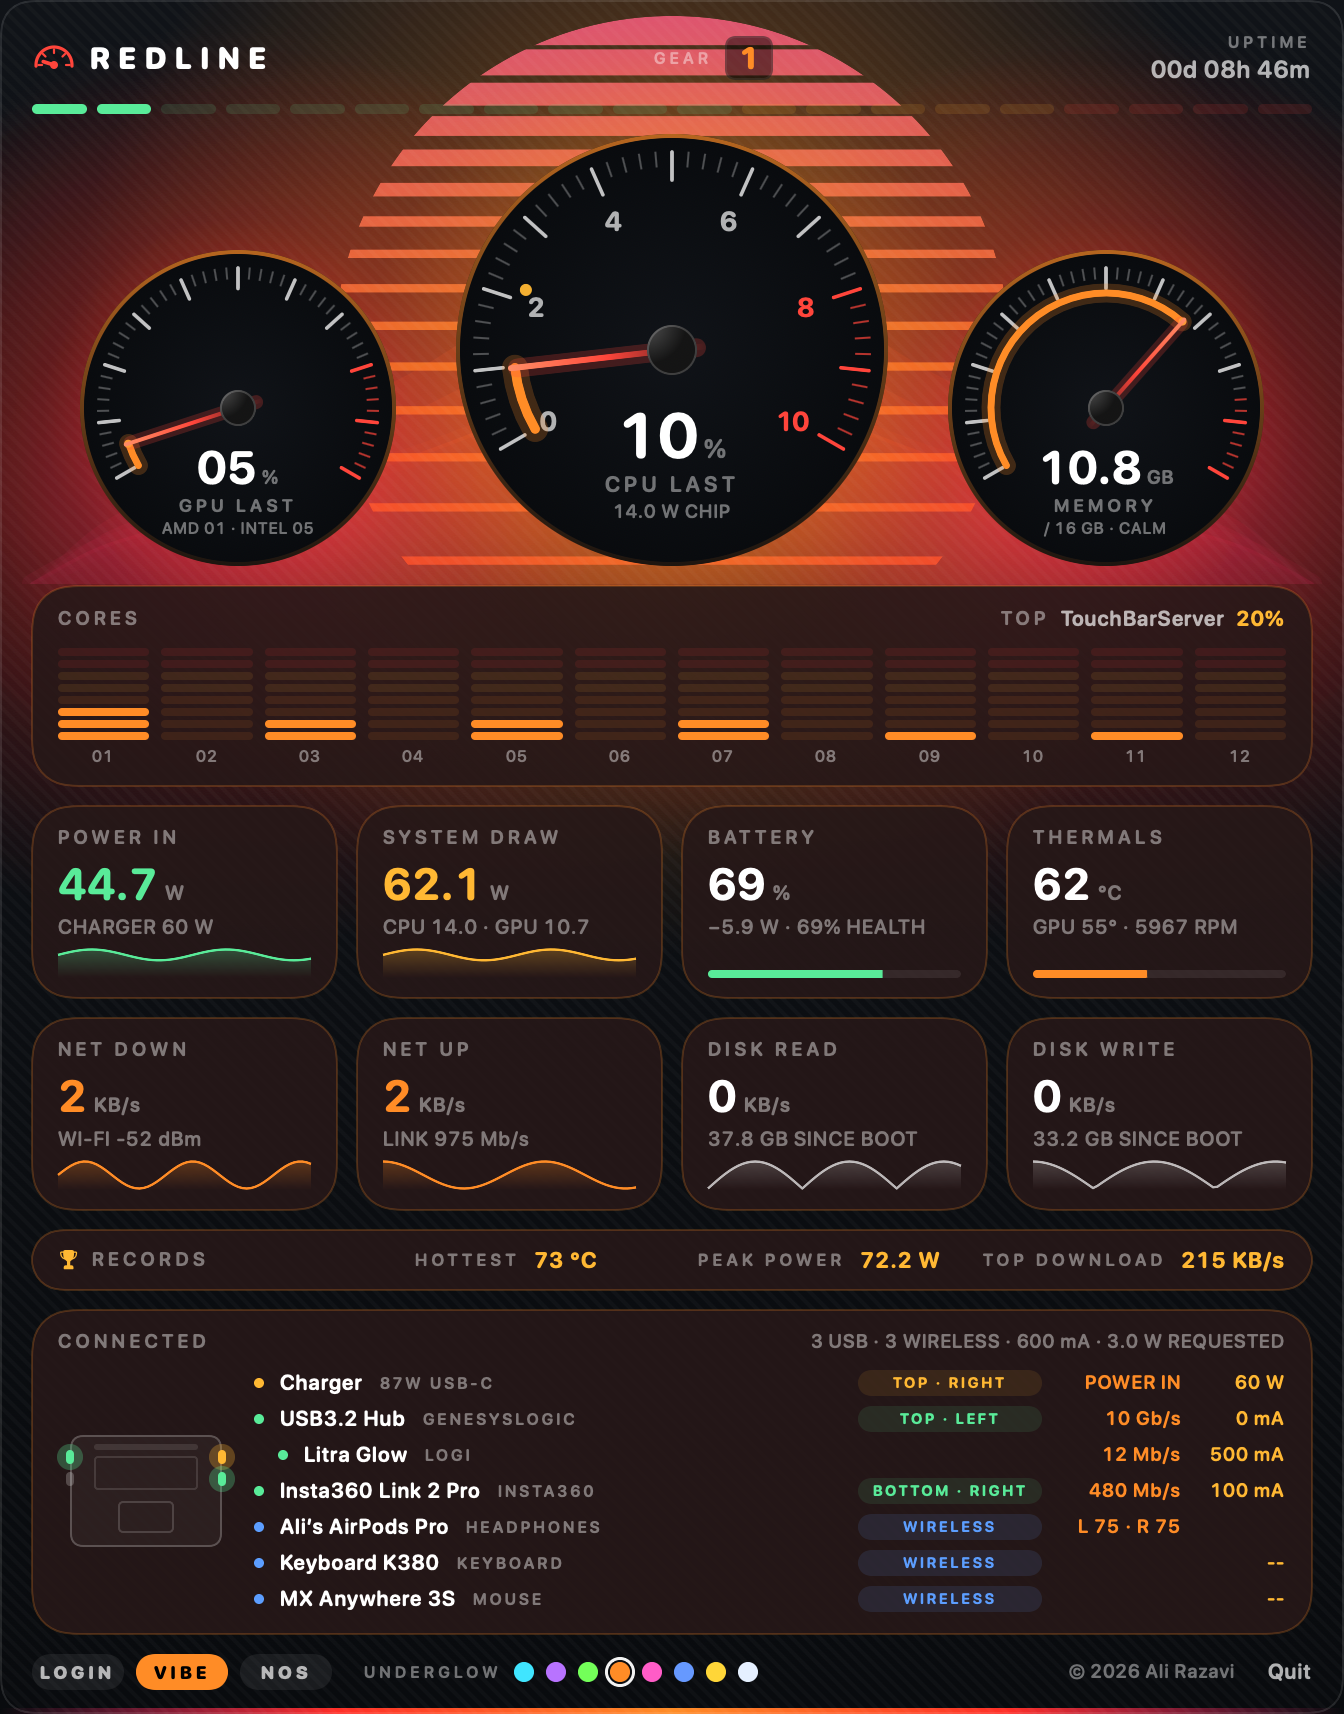 REDLINE
GEAR 1
UPTIME
00d 08h 46m
4 6
2 8
0 10
10 %
CPU LAST
14.0 W CHIP
05 %
GPU LAST
AMD 01 · INTEL 05
10.8 GB
MEMORY
/ 16 GB · CALM
CORES TOP TouchBarServer 20%
01 02 03 04 05 06 07 08 09 10 11 12
POWER IN
44.7 W
CHARGER 60 W
SYSTEM DRAW
62.1 W
CPU 14.0 · GPU 10.7
BATTERY
69 %
−5.9 W · 69% HEALTH
THERMALS
62 °C
GPU 55° · 5967 RPM
NET DOWN
2 KB/s
WI-FI -52 dBm
NET UP
2 KB/s
LINK 975 Mb/s
DISK READ
0 KB/s
37.8 GB SINCE BOOT
DISK WRITE
0 KB/s
33.2 GB SINCE BOOT
RECORDS HOTTEST 73 °C PEAK POWER 72.2 W TOP DOWNLOAD 215 KB/s
CONNECTED 3 USB · 3 WIRELESS · 600 mA · 3.0 W REQUESTED
Charger 87W USB-C TOP · RIGHT POWER IN 60 W
USB3.2 Hub GENESYSLOGIC TOP · LEFT 10 Gb/s 0 mA
Litra Glow LOGI 12 Mb/s 500 mA
Insta360 Link 2 Pro INSTA360 BOTTOM · RIGHT 480 Mb/s 100 mA
Ali's AirPods Pro HEADPHONES WIRELESS L 75 · R 75
Keyboard K380 KEYBOARD WIRELESS --
MX Anywhere 3S MOUSE WIRELESS --
LOGIN VIBE NOS UNDERGLOW © 2026 Ali Razavi Quit